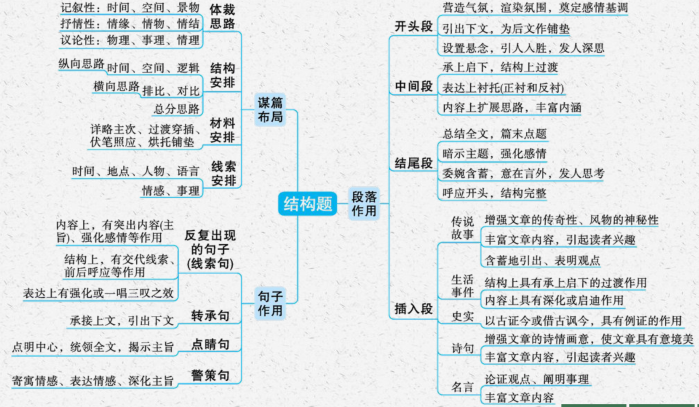 结构题
谋篇
布局
体裁
思路
记叙性：时间、空间、景物
抒情性：情缘、情物、情结
议论性：物理、事理、情理
结构
安排
纵向思路
时间、空间、逻辑
横向思路
排比、对比
总分思路
材料
安排
详略主次、过渡穿插、
伏笔照应、烘托铺垫
线索
安排
时间、地点、人物、语言
情感、事理
句子
作用
反复出现
的句子
(线索句)
内容上，有突出内容(主
旨)、强化感情等作用
结构上，有交代线索、
前后呼应等作用
表达上有强化或一唱三叹之效
转承句
承接上文，引出下文
点睛句
点明中心，统领全文，揭示主旨
警策句
寄寓情感、表达情感、深化主旨
段落
作用
开头段
营造气氛，渲染氛围，奠定感情基调
引出下文，为后文作铺垫
设置悬念，引人入胜，发人深思
中间段
承上启下，结构上过渡
表达上衬托(正衬和反衬)
内容上扩展思路，丰富内涵
结尾段
总结全文，篇末点题
暗示主题，强化感情
委婉含蓄，意在言外，发人思考
呼应开头，结构完整
插入段
传说
故事
增强文章的传奇性、风物的神秘性
丰富文章内容，引起读者兴趣
含蓄地引出、表明观点
生活
事件
结构上具有承上启下的过渡作用
内容上具有深化或启迪作用
史实
以古证今或借古讽今，具有例证的作用
诗句
增强文章的诗情画意，使文章具有意境美
丰富文章内容，引起读者兴趣
名言
论证观点、阐明事理
丰富文章内容